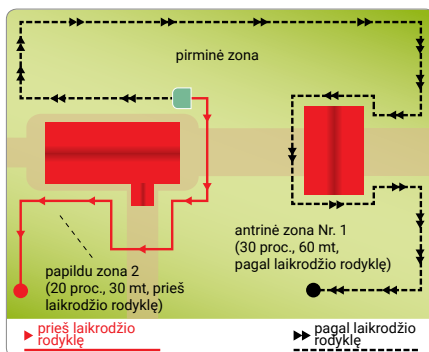 pirminė zona
antrinė zona Nr. 1
(30 proc., 60 mt,
pagal laikrodžio rodyklę)
papildu zona 2
(20 proc., 30 mt, prieš
laikrodžio rodyklę)
prieš laikrodžio
rodyklę
pagal laikrodžio
rodyklę